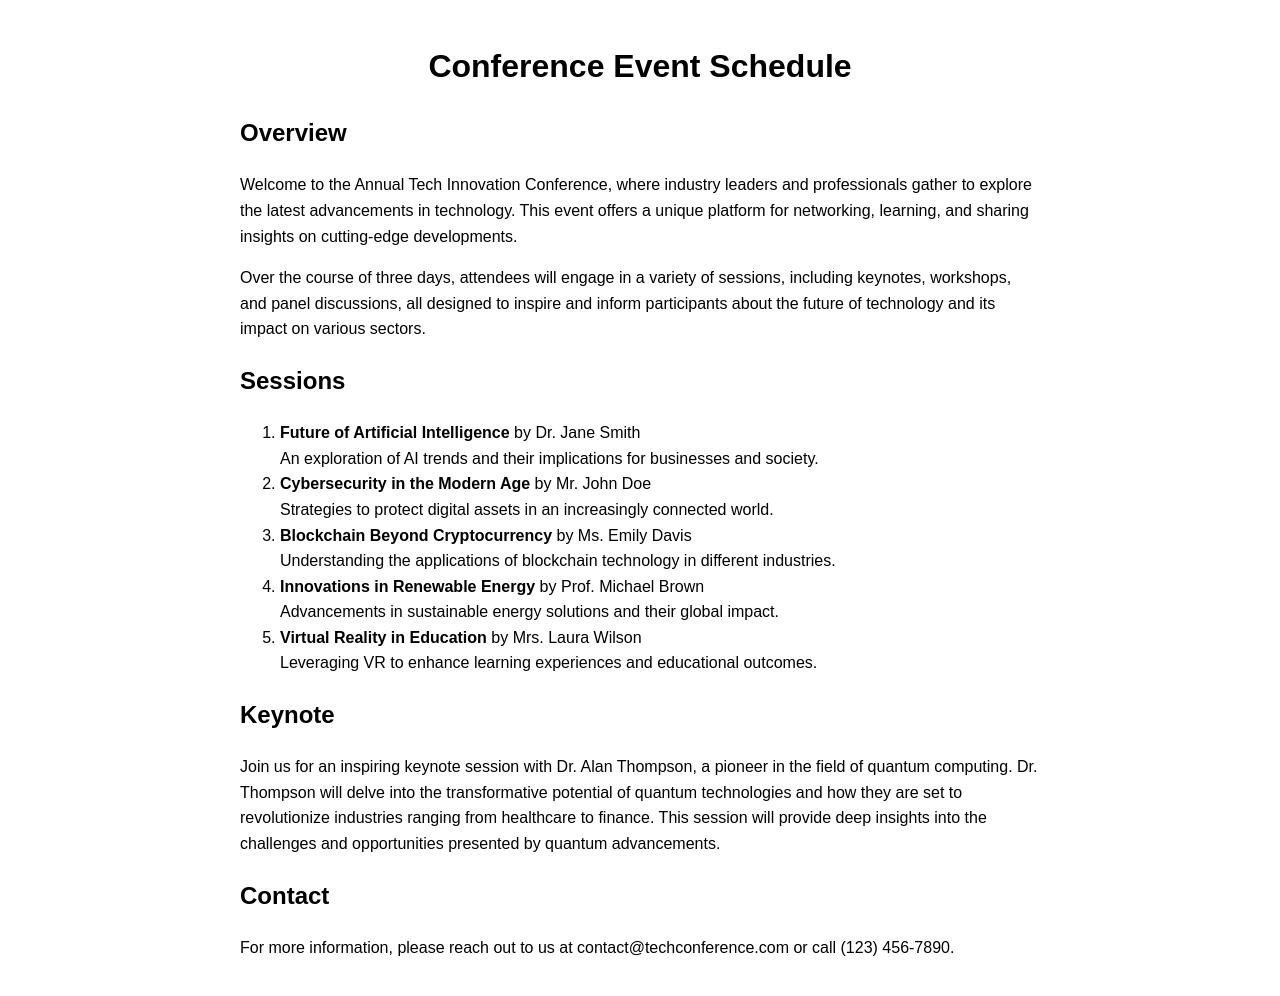 Conference Event Schedule
Overview
Welcome to the Annual Tech Innovation Conference, where industry leaders and professionals gather to explore
the latest advancements in technology. This event offers a unique platform for networking, learning, and sharing
insights on cutting-edge developments.
Over the course of three days, attendees will engage in a variety of sessions, including keynotes, workshops,
and panel discussions, all designed to inspire and inform participants about the future of technology and its
impact on various sectors.
Sessions
1. Future of Artificial Intelligence by Dr. Jane Smith
An exploration of AI trends and their implications for businesses and society.
2. Cybersecurity in the Modern Age by Mr. John Doe
Strategies to protect digital assets in an increasingly connected world.
3. Blockchain Beyond Cryptocurrency by Ms. Emily Davis
Understanding the applications of blockchain technology in different industries.
4. Innovations in Renewable Energy by Prof. Michael Brown
Advancements in sustainable energy solutions and their global impact.
5. Virtual Reality in Education by Mrs. Laura Wilson
Leveraging VR to enhance learning experiences and educational outcomes.
Keynote
Join us for an inspiring keynote session with Dr. Alan Thompson, a pioneer in the field of quantum computing. Dr.
Thompson will delve into the transformative potential of quantum technologies and how they are set to
revolutionize industries ranging from healthcare to finance. This session will provide deep insights into the
challenges and opportunities presented by quantum advancements.
Contact
For more information, please reach out to us at contact@techconference.com or call (123) 456-7890.